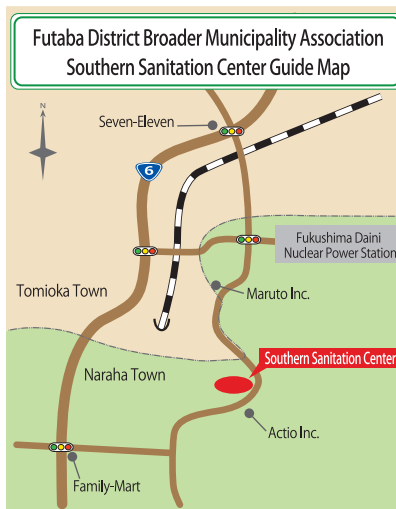 Futaba District Broader Municipality Association
Southern Sanitation Center Guide Map
N
Seven-Eleven
6
Fukushima Daini
Nuclear Power Station
Tomioka Town
Maruto Inc.
Southern Sanitation Center
Naraha Town
Actio Inc.
Family-Mart